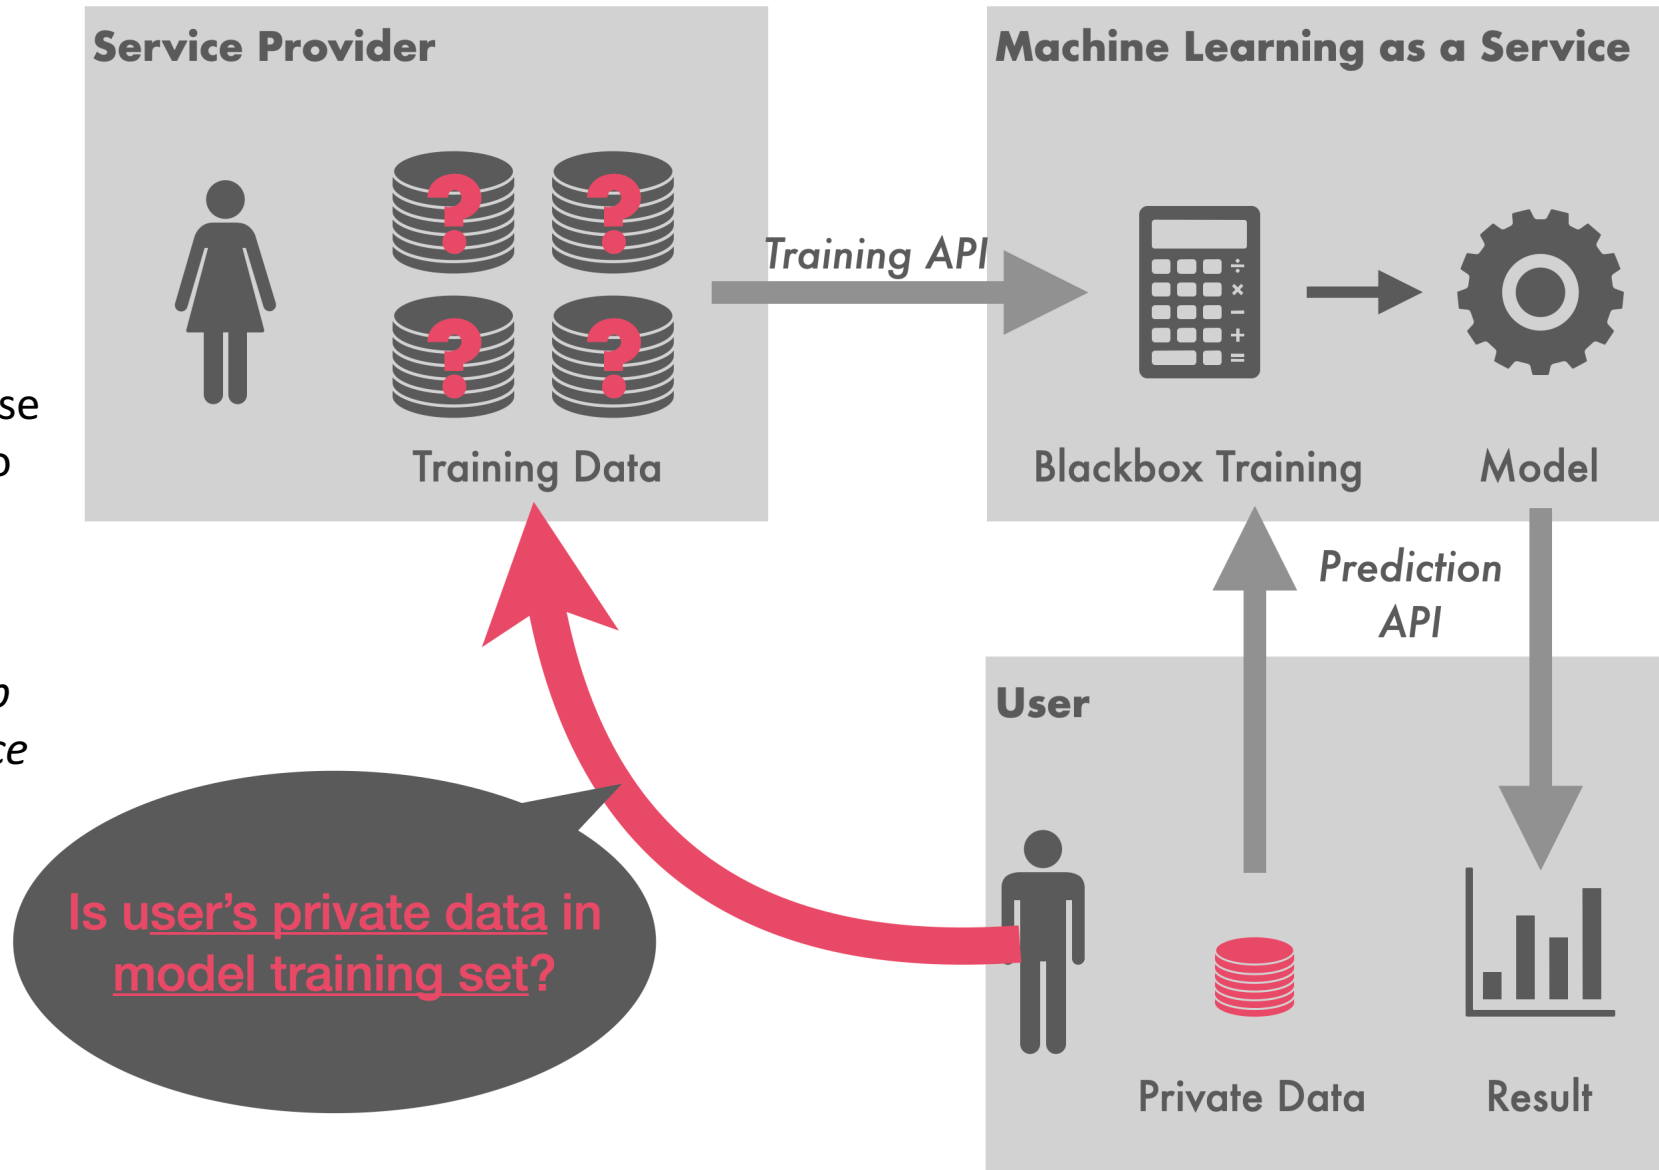 Service Provider
Machine Learning as a Service
Training API
Training Data
Blackbox Training
Model
Prediction
API
User
Is user's private data in
model training set?
Private Data
Result